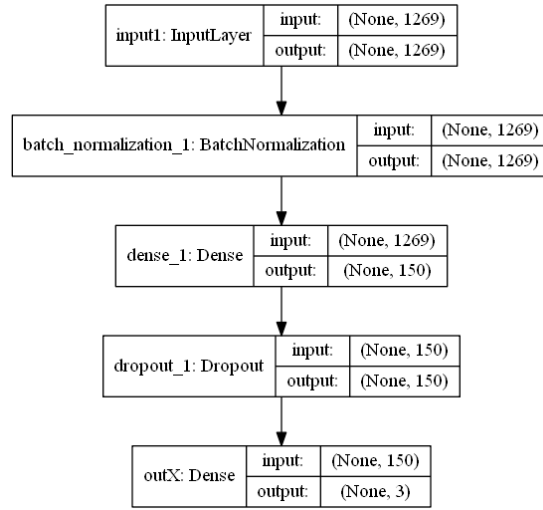 input1: InputLayer
input: (None, 1269)
output: (None, 1269)
batch_normalization_1: BatchNormalization
input: (None, 1269)
output: (None, 1269)
dense_1: Dense
input: (None, 1269)
output: (None, 150)
dropout_1: Dropout
input: (None, 150)
output: (None, 150)
outX: Dense
input: (None, 150)
output: (None, 3)